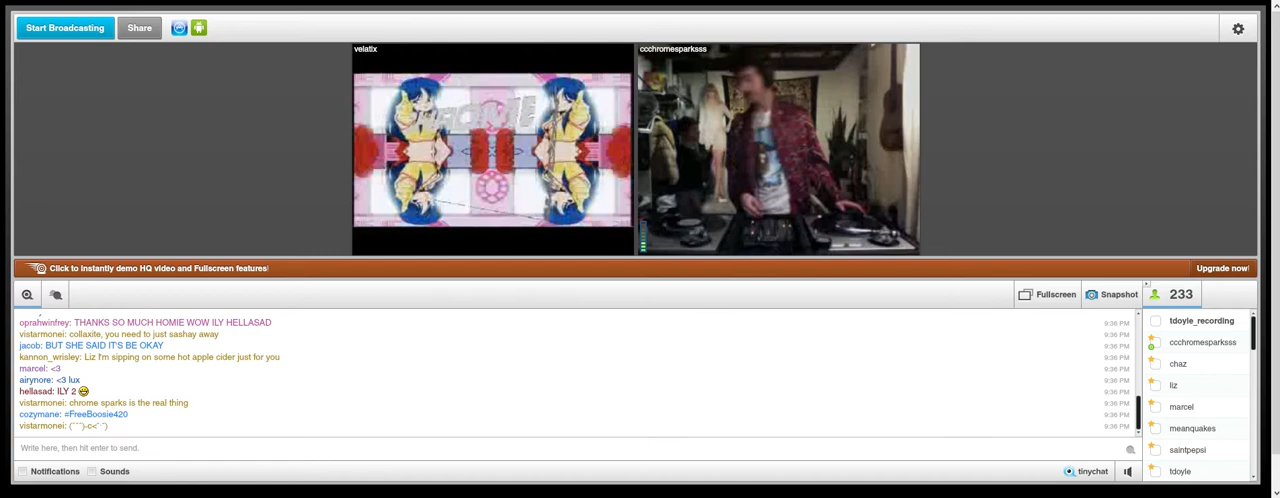 Start Broadcasting Share
velatix ccchromesparksss
CHROME
Click to instantly demo HQ video and Fullscreen features! Upgrade now!
Fullscreen Snapshot 233
oprahwinfrey: THANKS SO MUCH HOMIE WOW ILY HELLASAD 9:36 PM
vistarmonei: collaxite, you need to just sashay away 9:36 PM
jacob: BUT SHE SAID IT'S BE OKAY 9:36 PM
kannon_wrisley: Liz I'm sipping on some hot apple cider just for you 9:36 PM
marcel: <3 9:36 PM
airynore: <3 lux 9:36 PM
hellasad: ILY 2 9:36 PM
vistarmonei: chrome sparks is the real thing 9:36 PM
cozymane: #FreeBoosie420 9:36 PM
vistarmonei: 9:36 PM
tdoyle_recording
ccchromesparksss
chaz
liz
marcel
meanquakes
saintpepsi
tdoyle
Write here, then hit enter to send.
Notifications Sounds tinychat